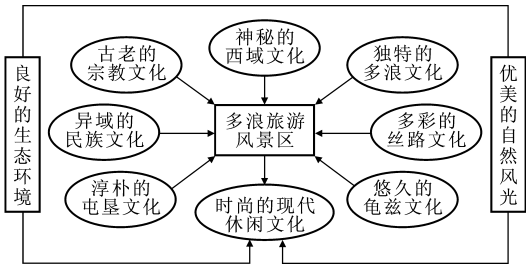 神秘的
西域文化
古老的
宗教文化
独特的
多浪文化
良好的生态环境
优美的自然风光
异域的
民族文化
多浪旅游
风景区
多彩的
丝路文化
淳朴的
屯垦文化
时尚的现代
休闲文化
悠久的
龟兹文化